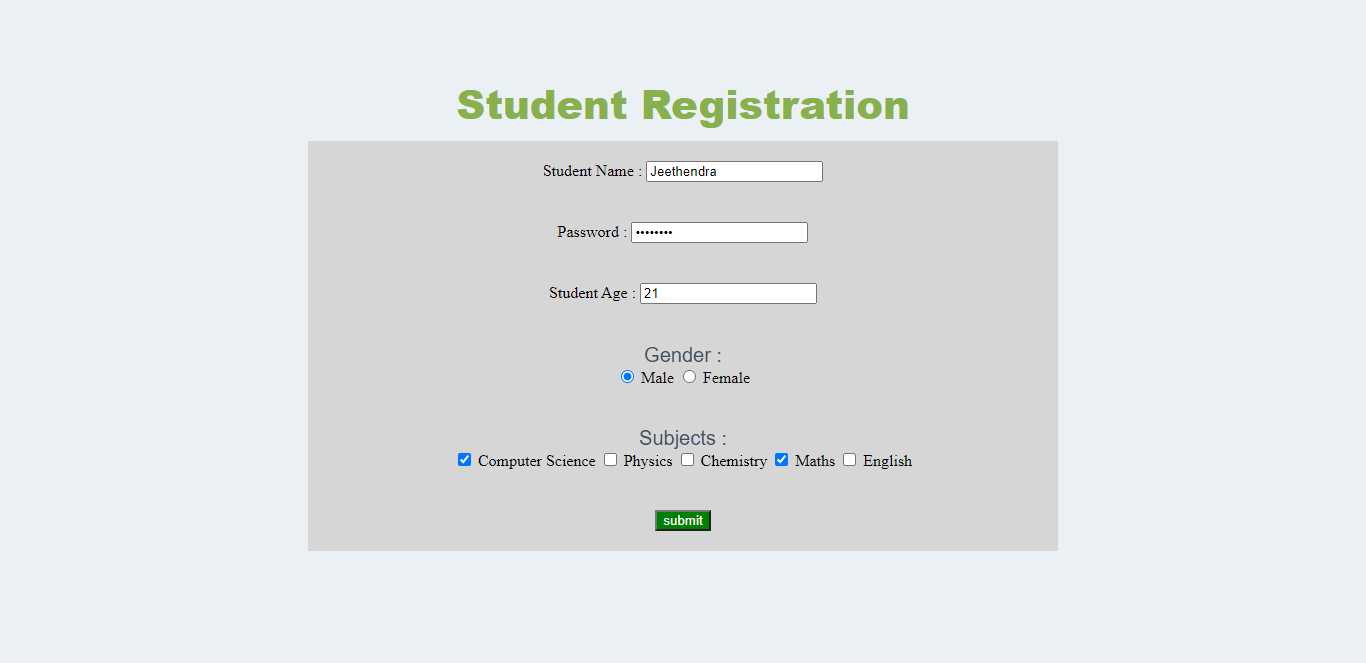 Student Registration
Student Name : Jeethendra
Password : ••••••••
Student Age : 21
Gender :
Male Female
Subjects :
Computer Science Physics Chemistry Maths English
submit